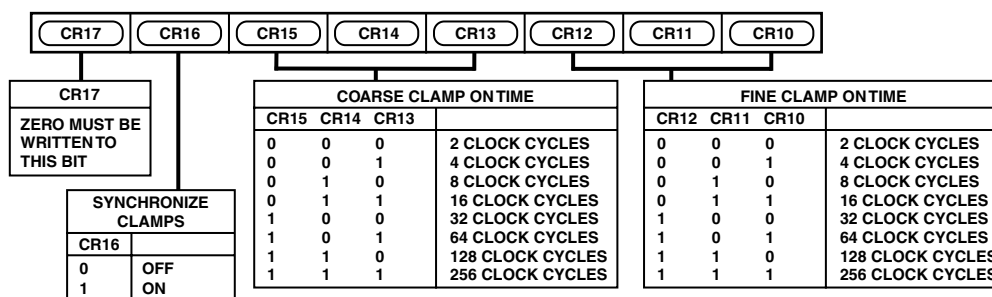 CR17 CR16 CR15 CR14 CR13 CR12 CR11 CR10
CR17
ZERO MUST BE
WRITTEN TO
THIS BIT
SYNCHRONIZE
CLAMPS
CR16
0 OFF
1 ON
COARSE CLAMP ON TIME
CR15 CR14 CR13
0 0 0 2 CLOCK CYCLES
0 0 1 4 CLOCK CYCLES
0 1 0 8 CLOCK CYCLES
0 1 1 16 CLOCK CYCLES
1 0 0 32 CLOCK CYCLES
1 0 1 64 CLOCK CYCLES
1 1 0 128 CLOCK CYCLES
1 1 1 256 CLOCK CYCLES
FINE CLAMP ON TIME
CR12 CR11 CR10
0 0 0 2 CLOCK CYCLES
0 0 1 4 CLOCK CYCLES
0 1 0 8 CLOCK CYCLES
0 1 1 16 CLOCK CYCLES
1 0 0 32 CLOCK CYCLES
1 0 1 64 CLOCK CYCLES
1 1 0 128 CLOCK CYCLES
1 1 1 256 CLOCK CYCLES